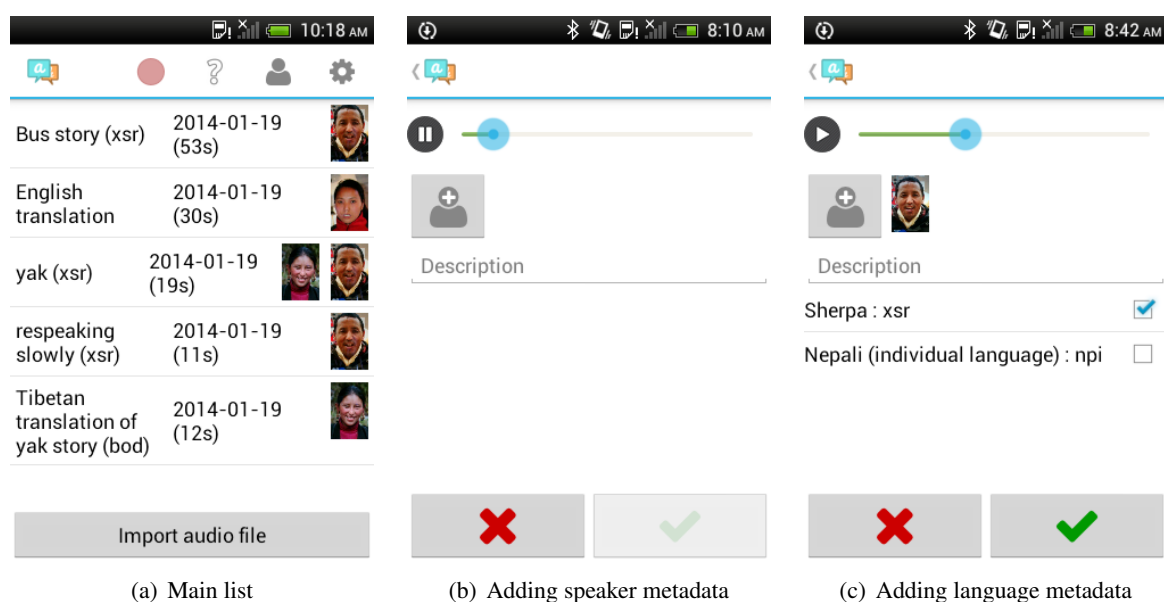 10:18 AM
Bus story (xsr)
2014-01-19
(53s)
English
translation
2014-01-19
(30s)
yak (xsr)
2014-01-19
(19s)
respeaking
slowly (xsr)
2014-01-19
(11s)
Tibetan
translation of
yak story (bod)
2014-01-19
(12s)
Import audio file
(a) Main list
8:10 AM
Description
(b) Adding speaker metadata
8:42 AM
Description
Sherpa : xsr
Nepali (individual language) : npi
(c) Adding language metadata